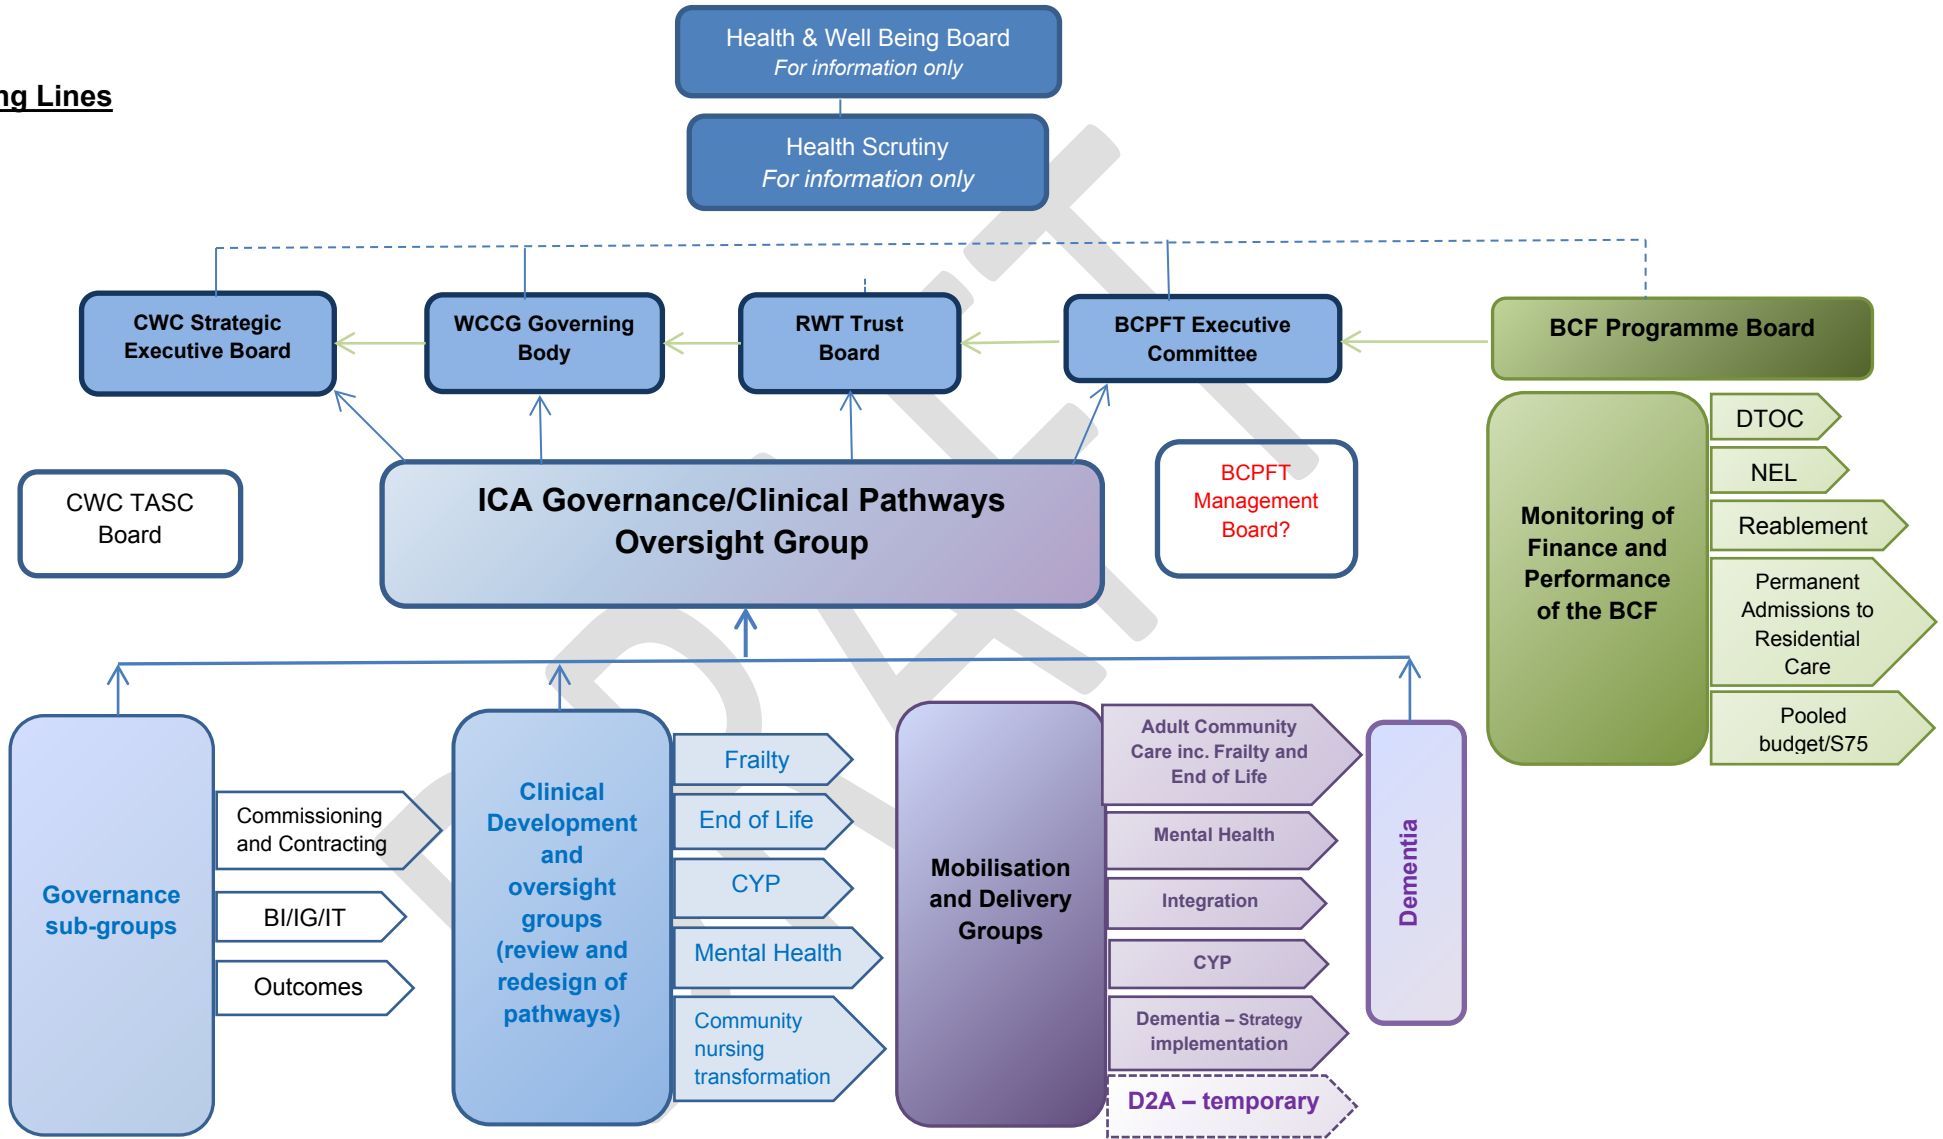 Health & Well Being Board
For information only
ng Lines
Health Scrutiny
For information only
CWC Strategic
Executive Board
WCCG Governing
Body
RWT Trust
Board
BCPFT Executive
Committee
BCF Programme Board
CWC TASC
Board
ICA Governance/Clinical Pathways
Oversight Group
BCPFT
Management
Board?
Monitoring of
Finance and
Performance
of the BCF
DTOC
NEL
Reablement
Permanent
Admissions to
Residential
Care
Pooled
budget/S75
Governance
sub-groups
Commissioning
and Contracting
BI/IG/IT
Outcomes
Clinical
Development
and
oversight
groups
(review and
redesign of
pathways)
Frailty
End of Life
CYP
Mental Health
Community
nursing
transformation
Mobilisation
and Delivery
Groups
Adult Community
Care inc. Frailty and
End of Life
Mental Health
Integration
CYP
Dementia – Strategy
implementation
D2A – temporary
Dementia
DRAFT